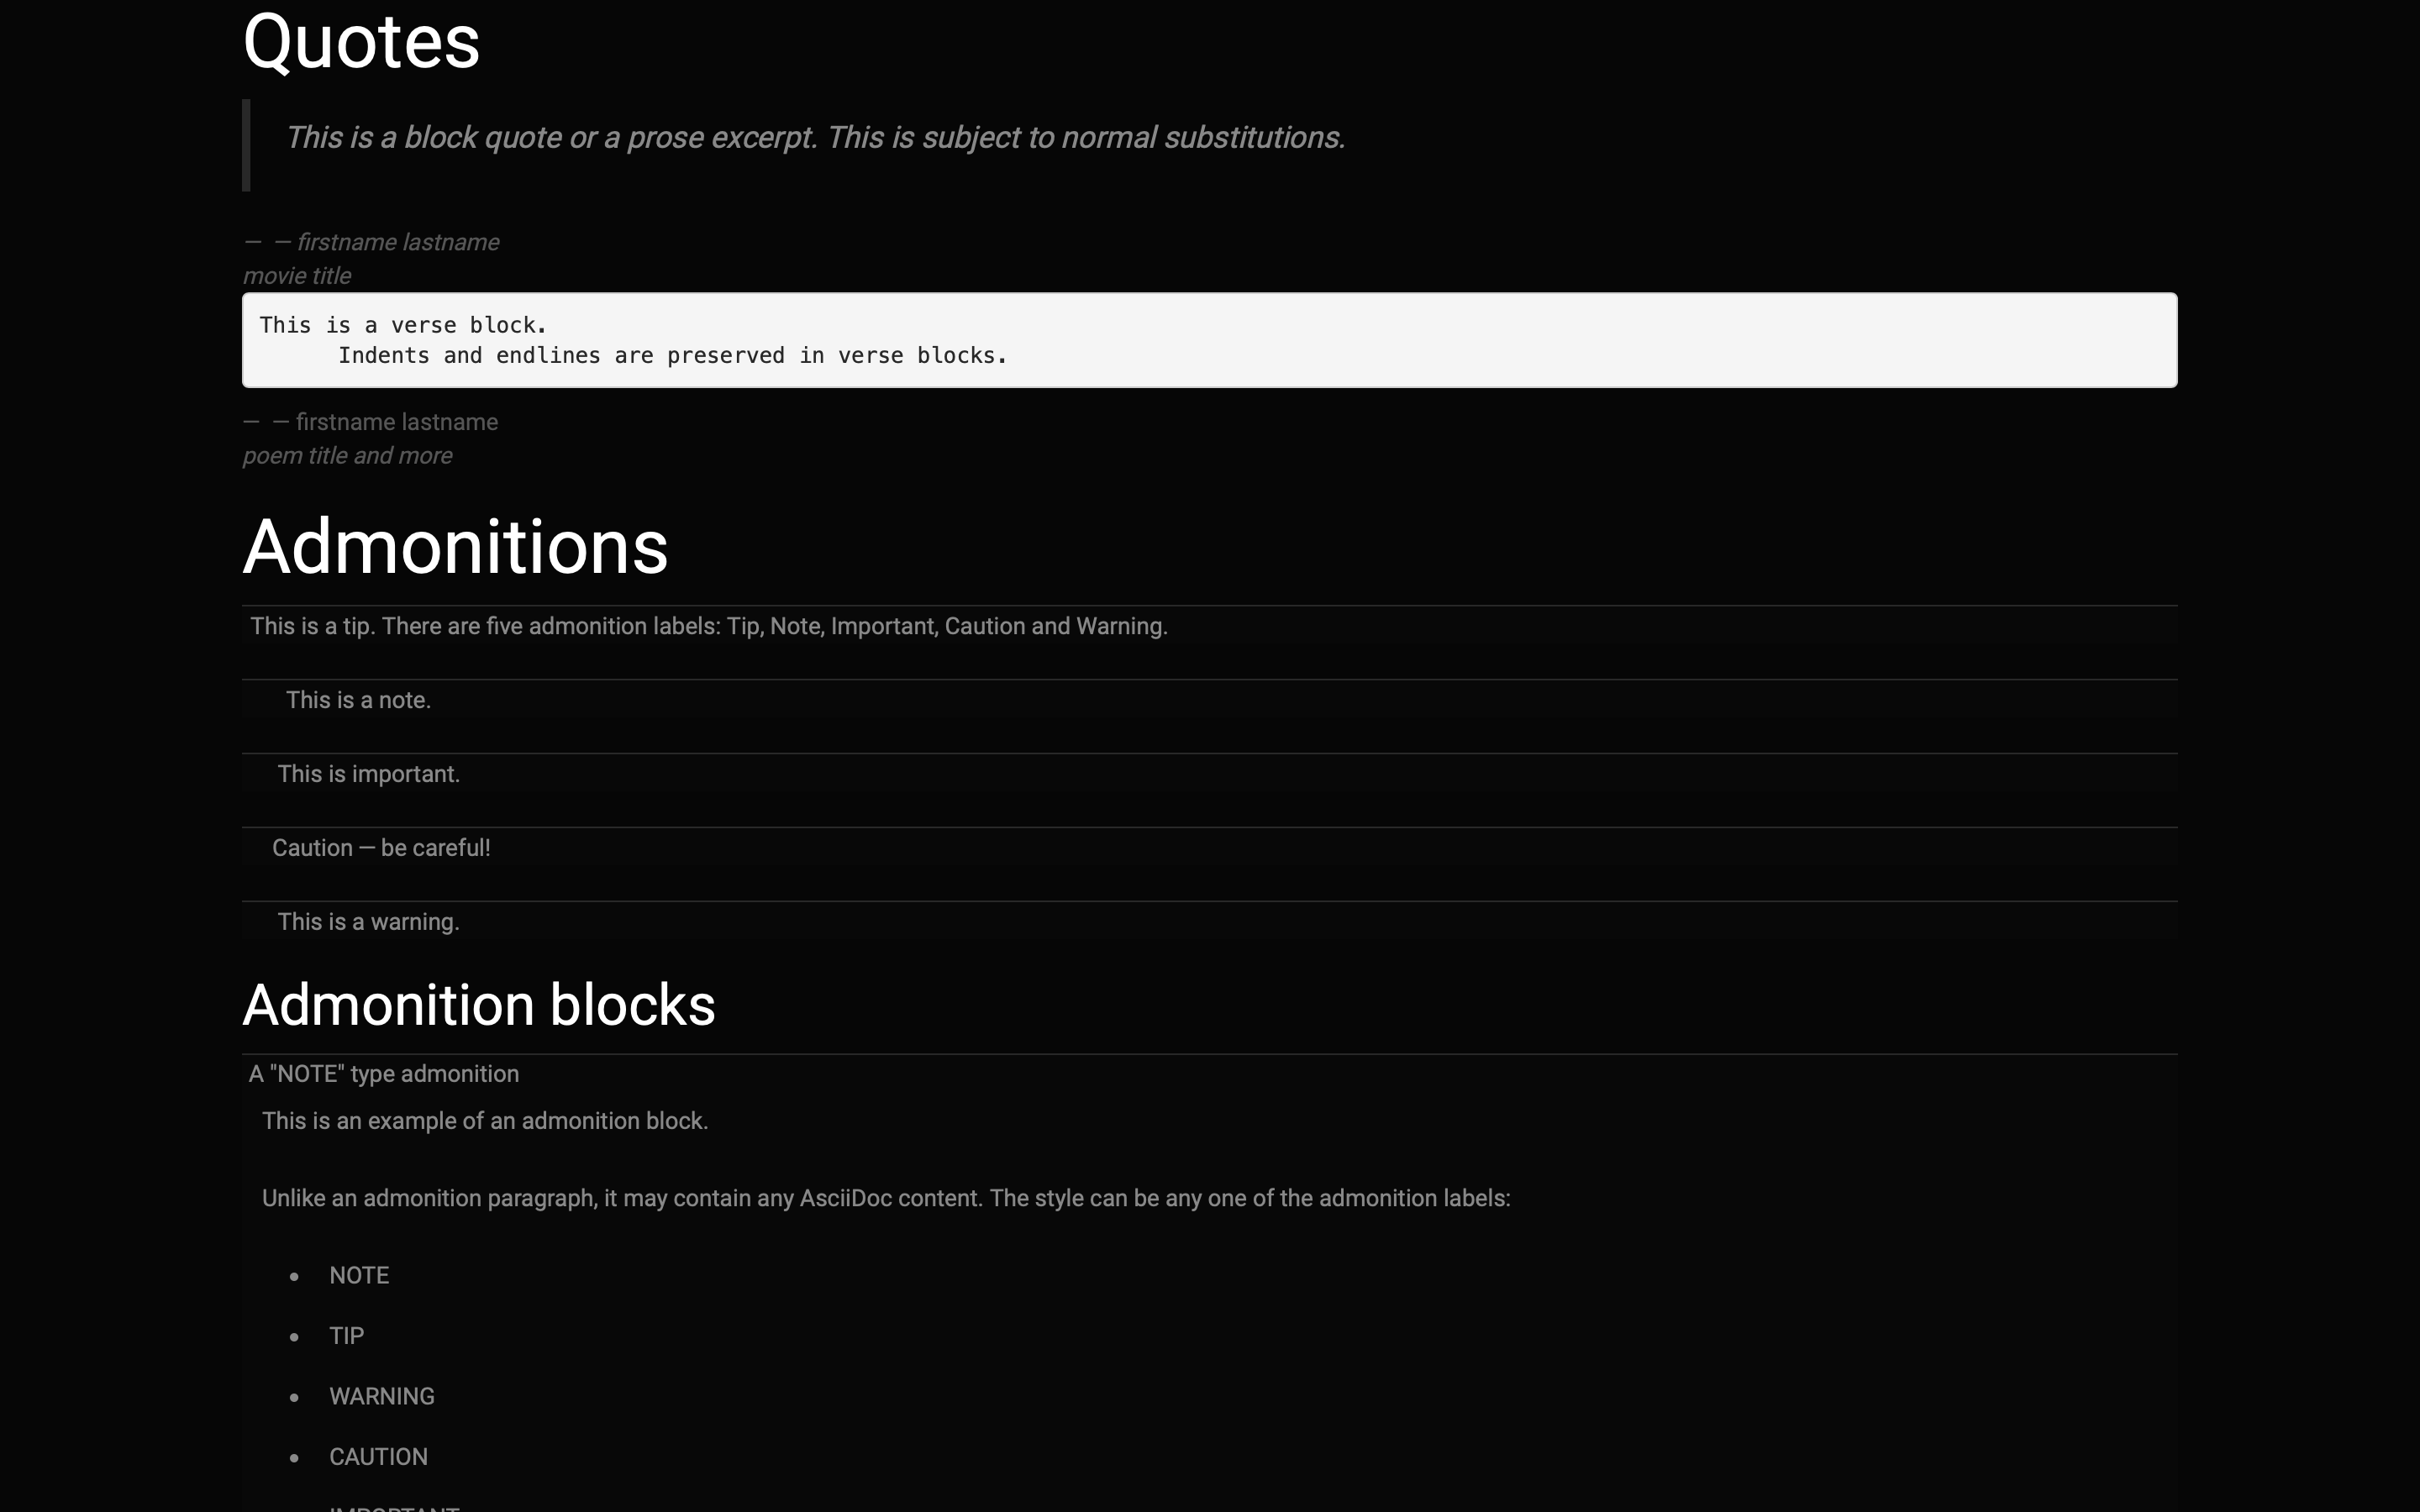 Quotes
This is a block quote or a prose excerpt. This is subject to normal substitutions.
— — firstname lastname
movie title
This is a verse block.
      Indents and endlines are preserved in verse blocks.
— — firstname lastname
poem title and more
Admonitions
This is a tip. There are five admonition labels: Tip, Note, Important, Caution and Warning.
This is a note.
This is important.
Caution — be careful!
This is a warning.
Admonition blocks
A "NOTE" type admonition
This is an example of an admonition block.
Unlike an admonition paragraph, it may contain any AsciiDoc content. The style can be any one of the admonition labels:
• NOTE
• TIP
• WARNING
• CAUTION